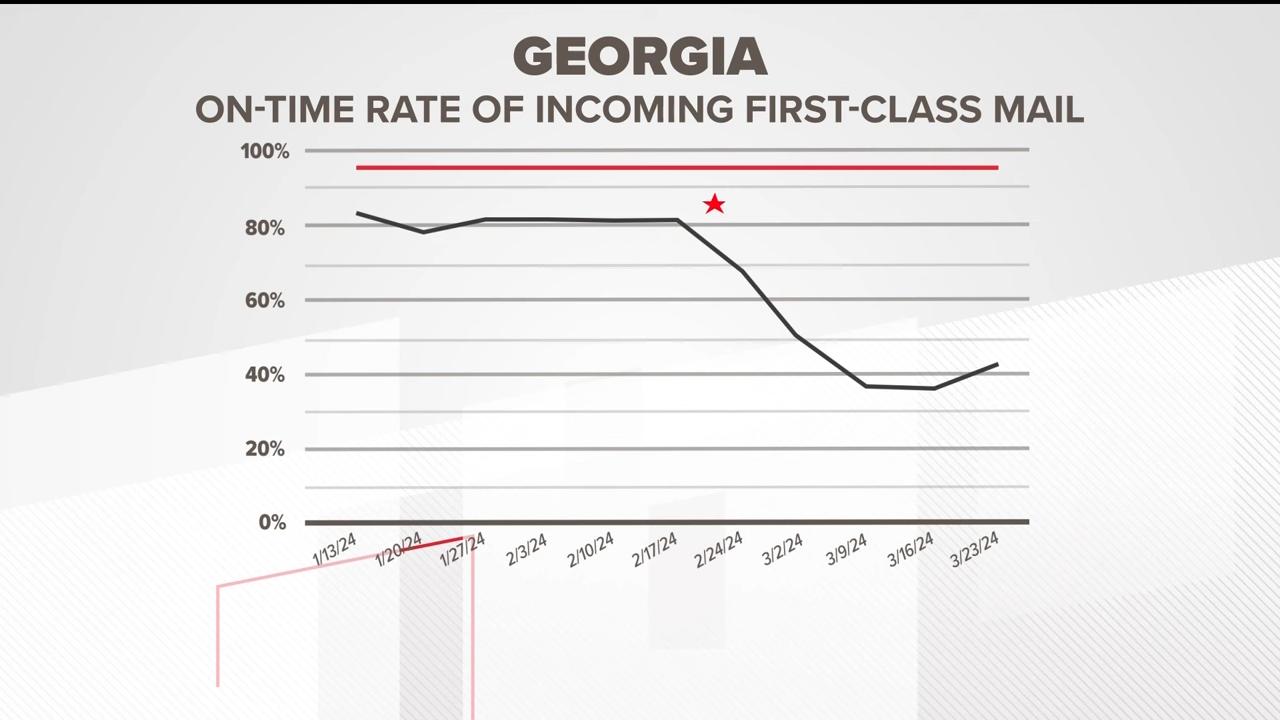 GEORGIA
ON-TIME RATE OF INCOMING FIRST-CLASS MAIL
100%
80%
60%
40%
20%
0%
1/13/24 1/20/24 1/27/24 2/3/24 2/10/24 2/17/24 2/24/24 3/2/24 3/9/24 3/16/24 3/23/24